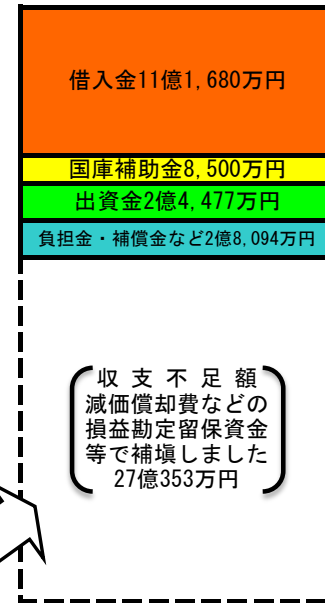 借入金11億1,680万円
国庫補助金8,500万円
出資金2億4,477万円
負担金・補償金など2億8,094万円
収支不足額
減価償却費などの
損益勘定留保資金
等で補塡しました
27億353万円